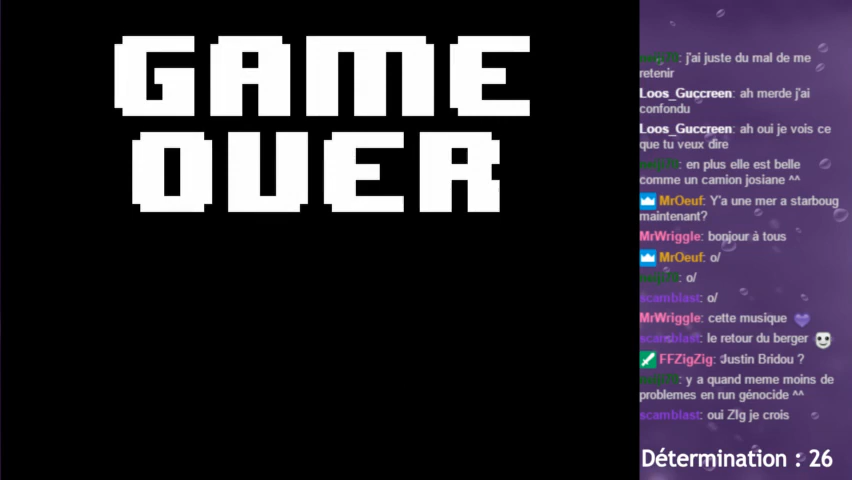 GAME
OVER
: j'ai juste du mal de me
retenir
Loos_Guccreen: ah merde j'ai
confondu
Loos_Guccreen: ah oui je vois ce
que tu veux dire
: en plus elle est belle
comme un camion josiane ^^
MrOeuf: Y'a une mer a starboug
maintenant?
MrWriggle: bonjour à tous
MrOeuf: o/
: o/
scamblast: o/
MrWriggle: cette musique
scamblast: le retour du berger
FFZigZig: Justin Bridou ?
: y a quand meme moins de
problemes en run génocide ^^
scamblast: oui ZIg je crois
Détermination : 26